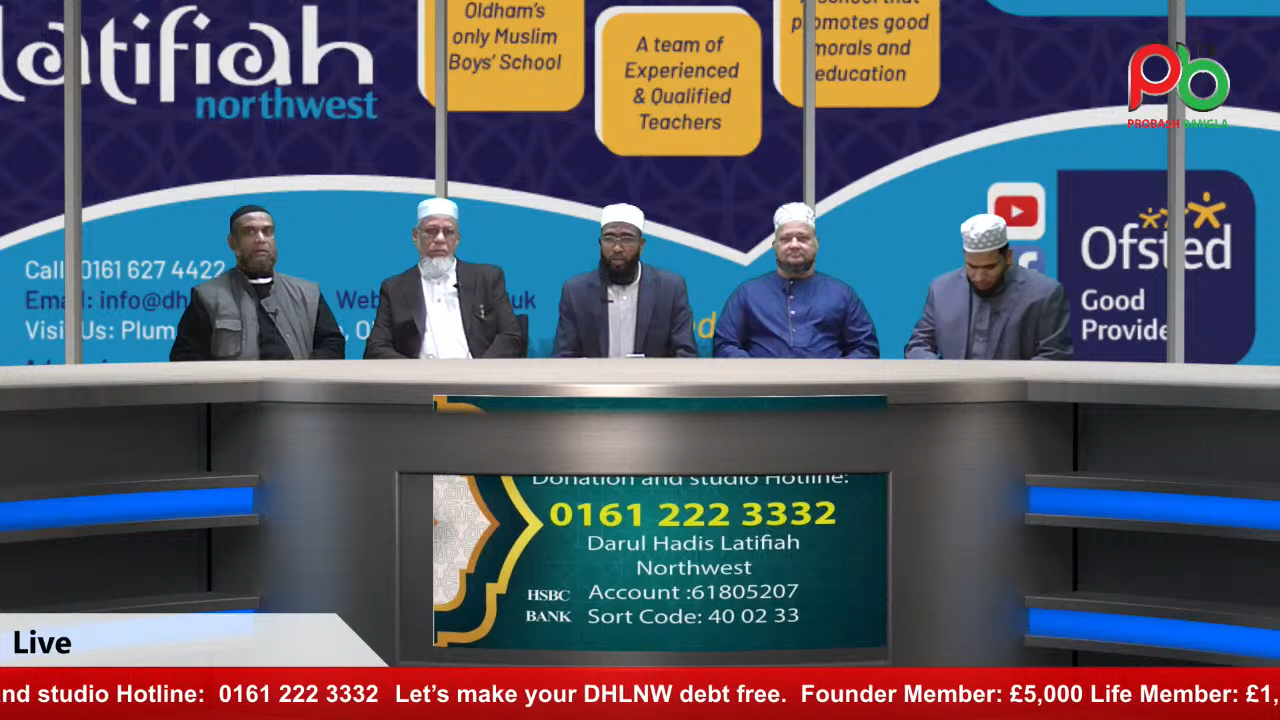 latifiah
northwest
Oldham's
only Muslim
Boys' School
A team of
Experienced
& Qualified
Teachers
promotes good
morals and
education
Pb
PROBASH BANGLA
Call: 0161 627 4422
Email: info@dh
Web
uk
Visit Us: Plum
Ofsted
Good
Provide
Donation and studio Hotline:
0161 222 3332
Darul Hadis Latifiah
Northwest
HSBC Account :61805207
BANK Sort Code: 40 02 33
Live
nd studio Hotline: 0161 222 3332 Let's make your DHLNW debt free. Founder Member: £5,000 Life Member: £1,